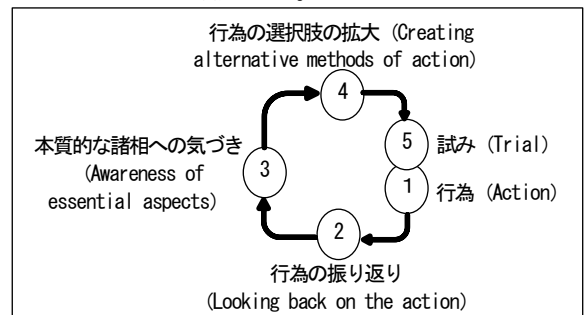 行為の選択肢の拡大 (Creating
alternative methods of action)
4
5
試み (Trial)
本質的な諸相への気づき
(Awareness of
essential aspects)
3
1
行為 (Action)
2
行為の振り返り
(Looking back on the action)